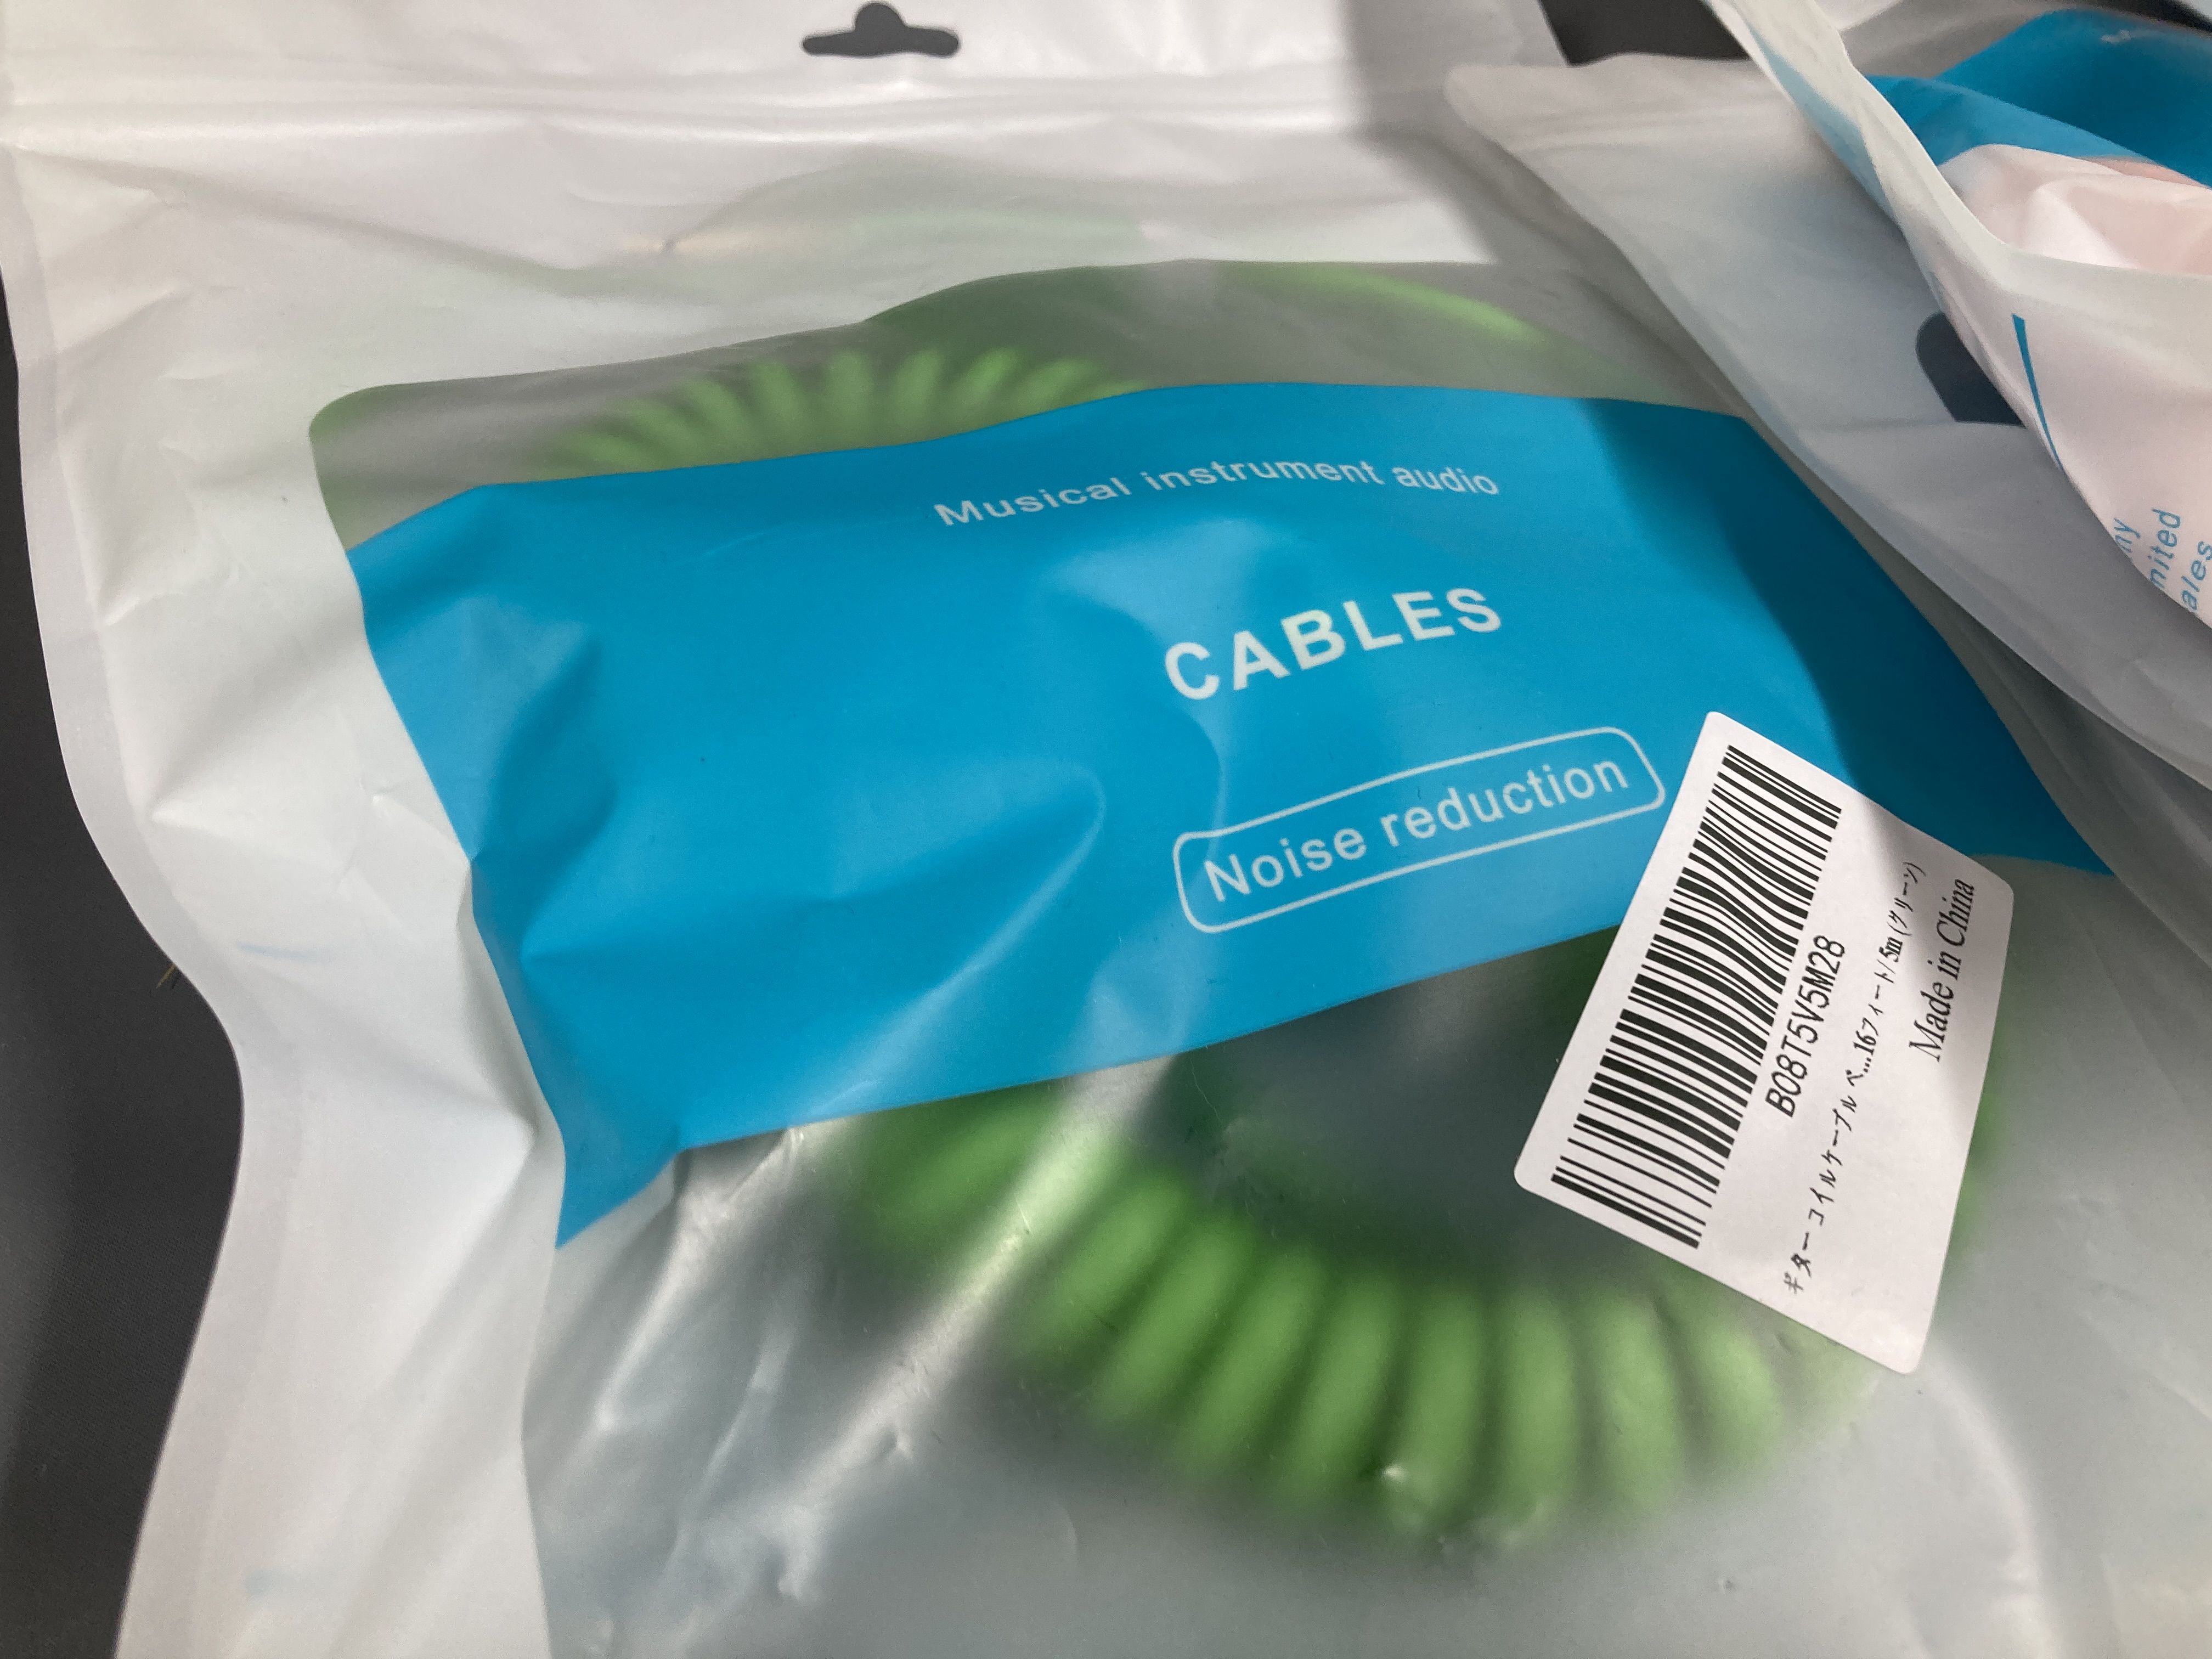 Musical instrument audio
CABLES
Noise reduction
B08T5V5M28
ギター コイルケーブル ベ...16フィート/5m (グリーン)
Made in China
ales